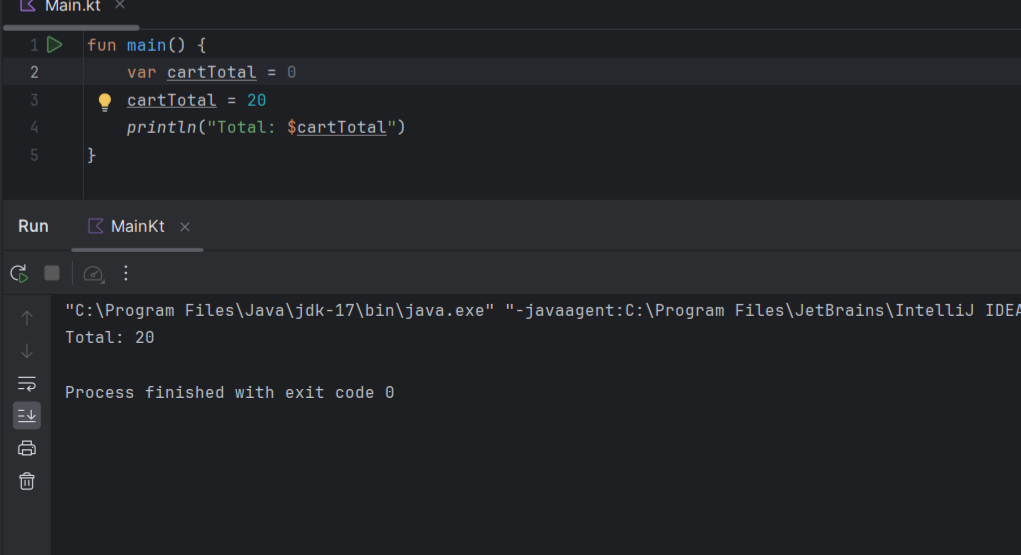 Main.kt ×
1 fun main() {
2 var cartTotal = 0
3 cartTotal = 20
4 println("Total: $cartTotal")
5 }
Run MainKt ×
"C:\Program Files\Java\jdk-17\bin\java.exe" "-javaagent:C:\Program Files\JetBrains\IntelliJ IDEA
Total: 20
Process finished with exit code 0